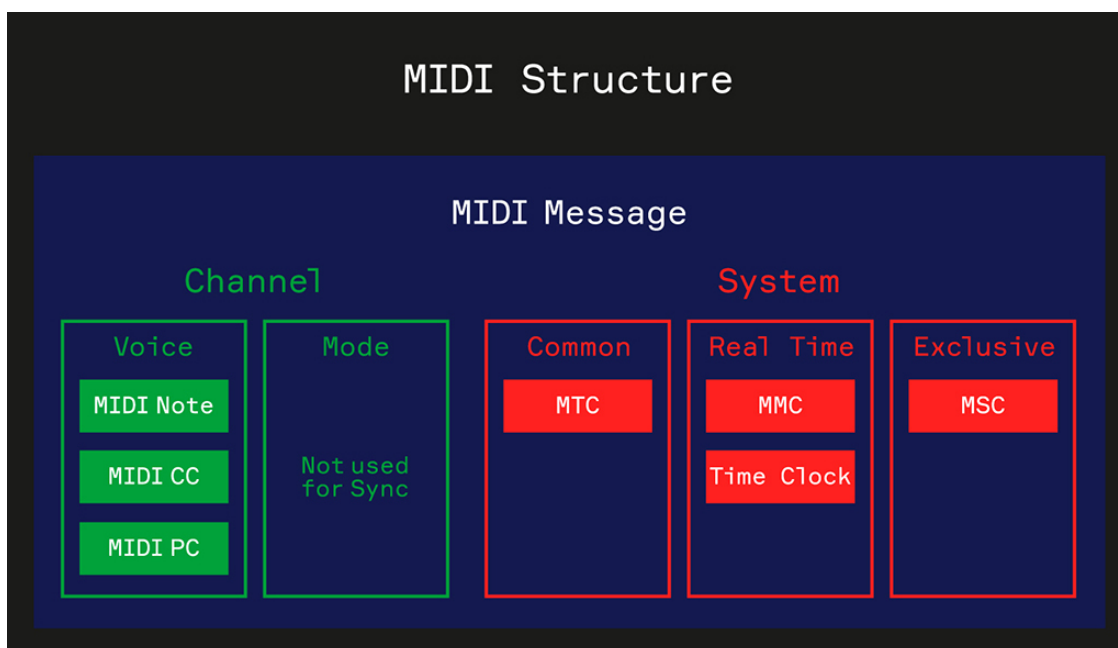 MIDI Structure
MIDI Message
Channel
System
Voice
MIDI Note
MIDI CC
MIDI PC
Mode
Not used
for Sync
Common
MTC
Real Time
MMC
Time Clock
Exclusive
MSC